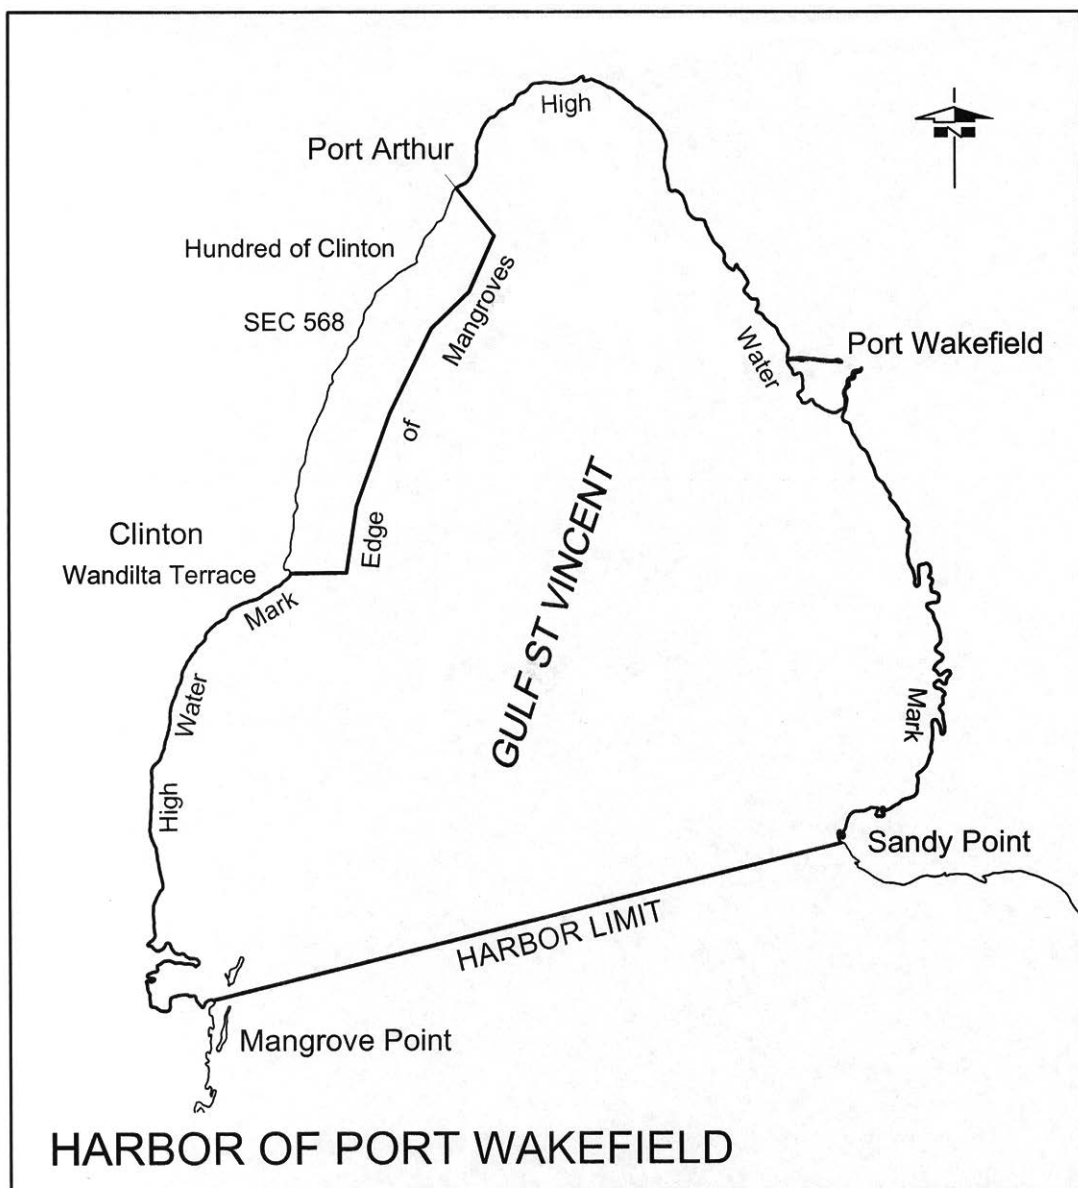 High
Port Arthur
N
Hundred of Clinton
Mangroves
SEC 568
Water
Port Wakefield
of
GULF ST VINCENT
Edge
Clinton
Wandilta Terrace
Mark
Water
Mark
High
Sandy Point
HARBOR LIMIT
Mangrove Point
HARBOR OF PORT WAKEFIELD